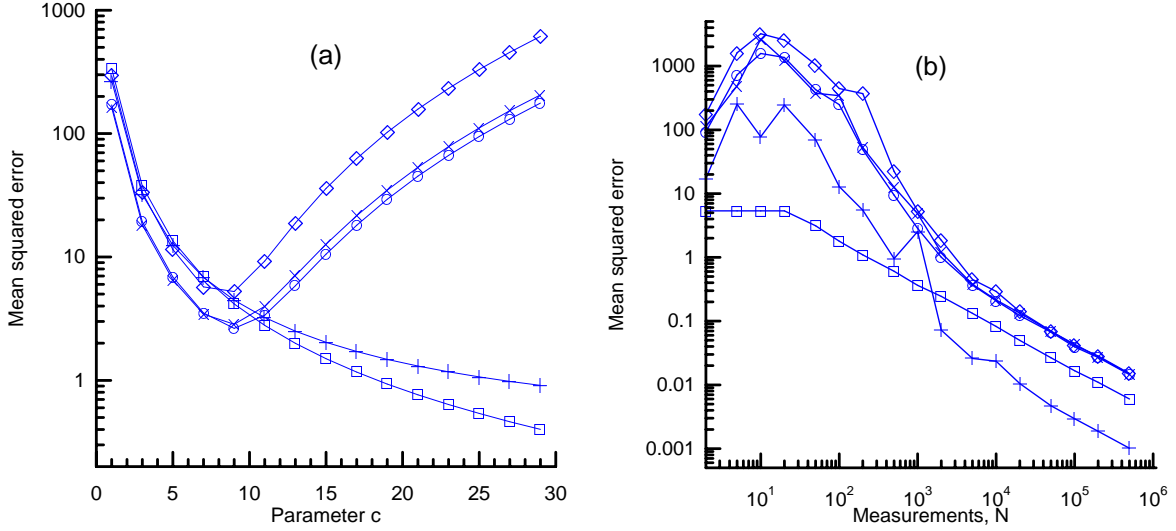 (a)
Mean squared error
1000
100
10
1
0 5 10 15 20 25 30
Parameter c
(b)
Mean squared error
1000
100
10
1
0.1
0.01
0.001
10^1 10^2 10^3 10^4 10^5 10^6
Measurements, N